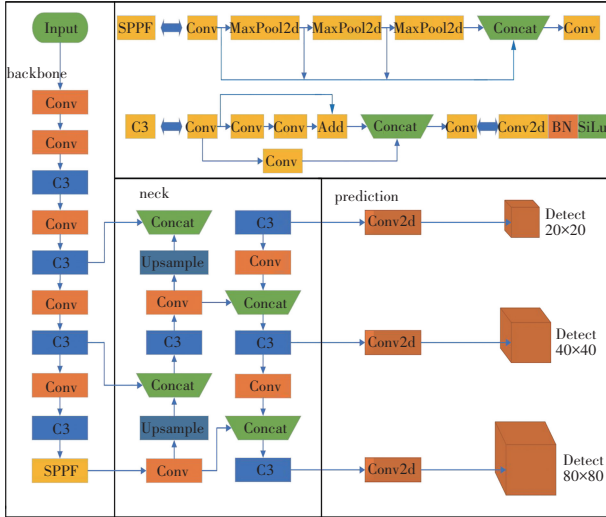 Input
backbone
Conv
Conv
C3
Conv
C3
Conv
C3
Conv
C3
SPPF
SPPF Conv MaxPool2d MaxPool2d MaxPool2d Concat Conv
C3 Conv Conv Conv Add Concat Conv Conv2d BN SiLu
Conv
neck
Concat
Upsample
Conv
C3
Concat
Upsample
Conv
C3
Conv
Concat
C3
Conv
Concat
C3
prediction
Conv2d
Detect
20×20
Conv2d
Detect
40×40
Conv2d
Detect
80×80